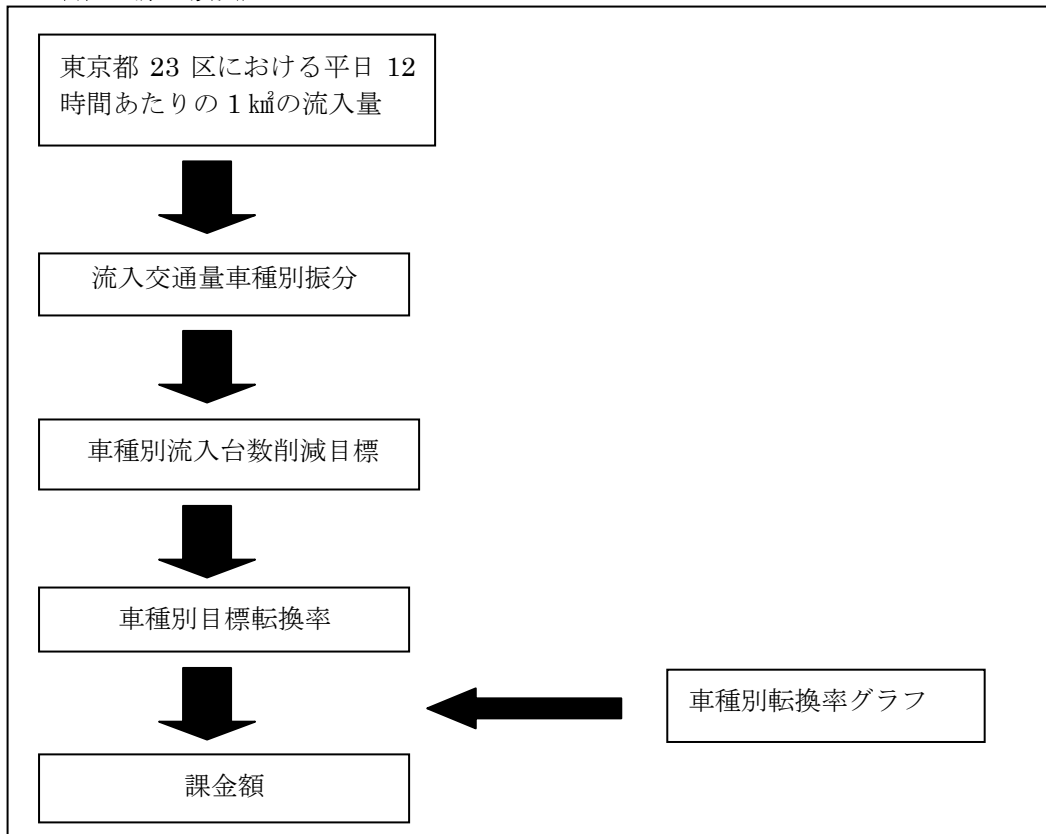 東京都 23 区における平日 12
時間あたりの 1 ㎢の流入量
流入交通量車種別振分
車種別流入台数削減目標
車種別目標転換率
車種別転換率グラフ
課金額